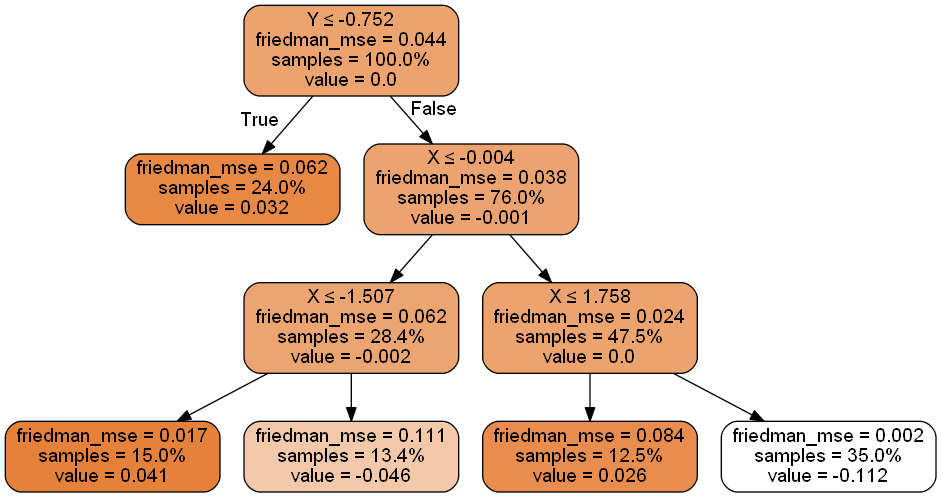 Y ≤ -0.752
friedman_mse = 0.044
samples = 100.0%
value = 0.0
True
False
friedman_mse = 0.062
samples = 24.0%
value = 0.032
X ≤ -0.004
friedman_mse = 0.038
samples = 76.0%
value = -0.001
X ≤ -1.507
friedman_mse = 0.062
samples = 28.4%
value = -0.002
X ≤ 1.758
friedman_mse = 0.024
samples = 47.5%
value = 0.0
friedman_mse = 0.017
samples = 15.0%
value = 0.041
friedman_mse = 0.111
samples = 13.4%
value = -0.046
friedman_mse = 0.084
samples = 12.5%
value = 0.026
friedman_mse = 0.002
samples = 35.0%
value = -0.112